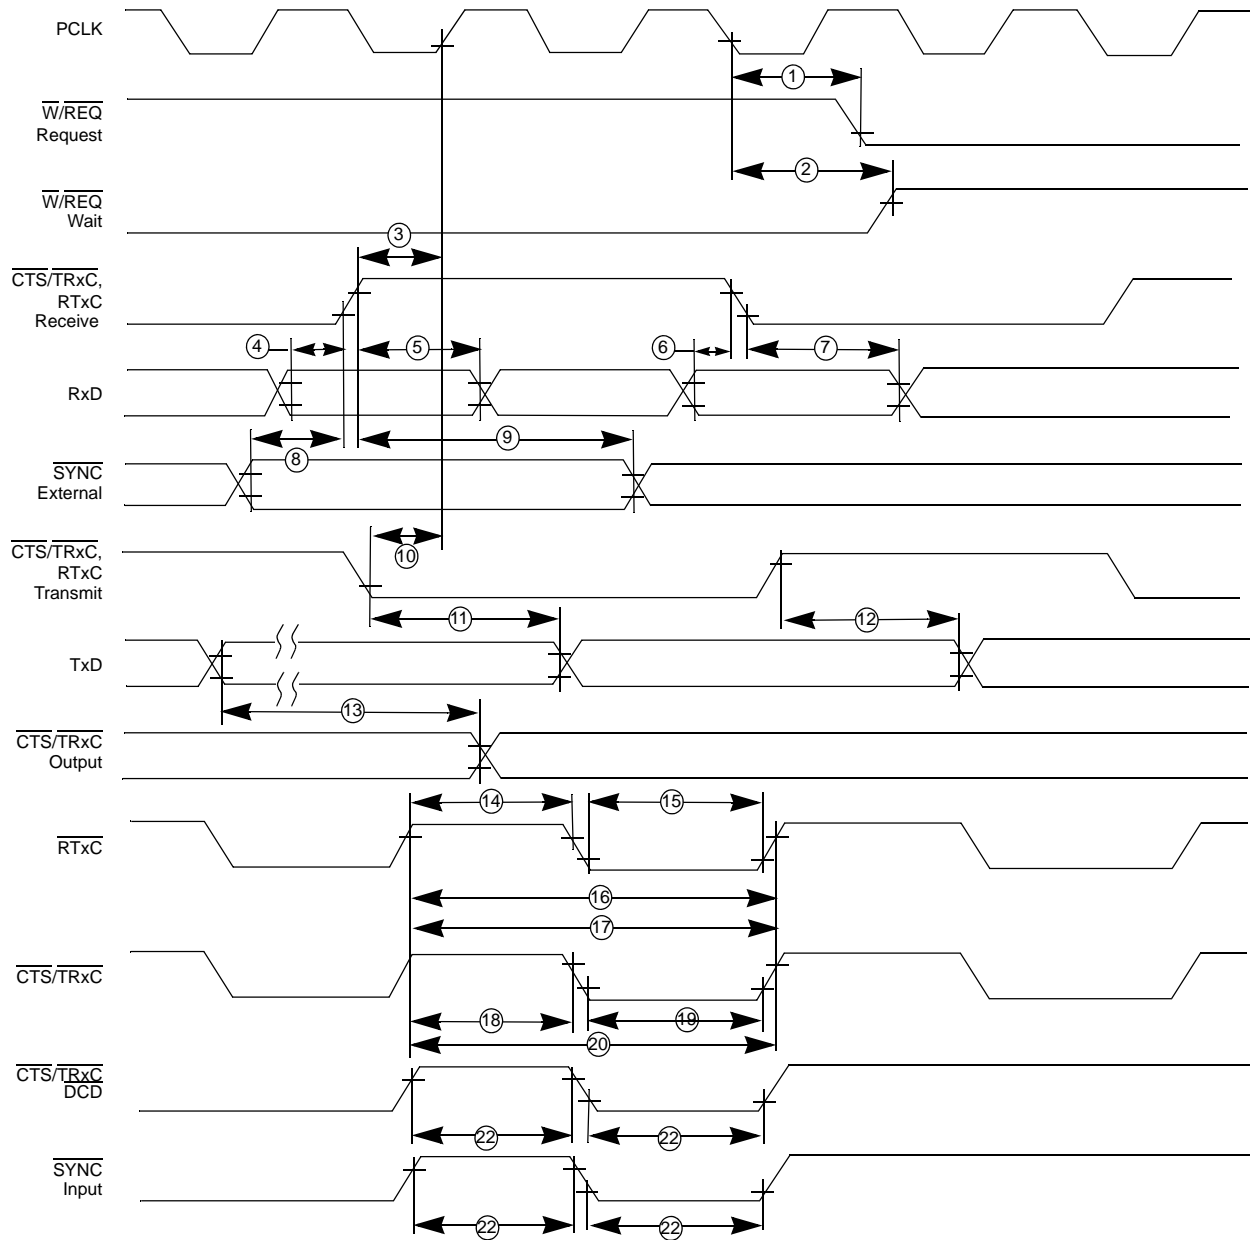 PCLK
1
W/REQ
Request
2
W/REQ
Wait
3
CTS/TRxC,
RTxC
Receive
4
5
6
7
RxD
8
9
SYNC
External
10
CTS/TRxC,
RTxC
Transmit
11
12
TxD
13
CTS/TRxC
Output
14
15
RTxC
16
17
CTS/TRxC
18
19
20
CTS/TRxC
DCD
22
22
SYNC
Input
22
22